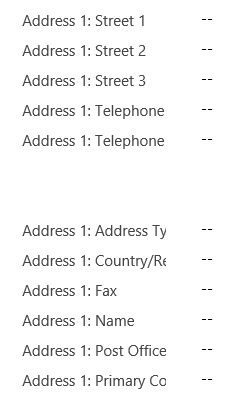 Address 1: Street 1 --
Address 1: Street 2 --
Address 1: Street 3 --
Address 1: Telephone --
Address 1: Telephone --
Address 1: Address Ty --
Address 1: Country/Re --
Address 1: Fax --
Address 1: Name --
Address 1: Post Office --
Address 1: Primary Co --